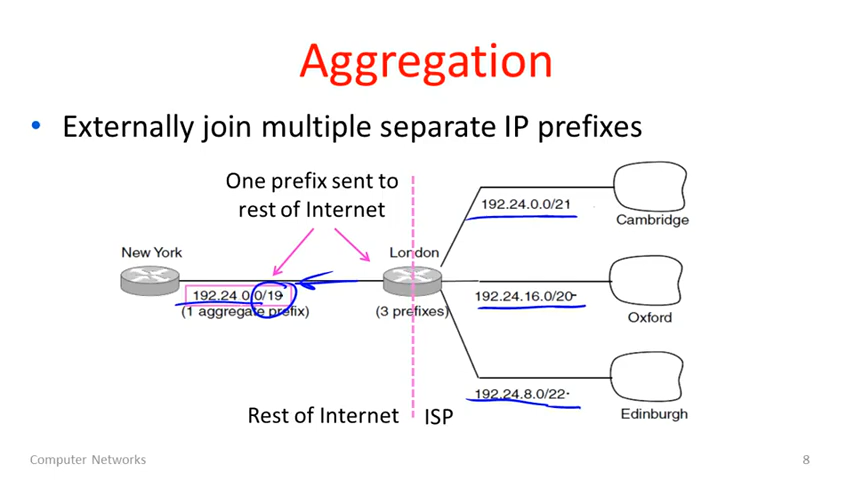 Aggregation
• Externally join multiple separate IP prefixes
One prefix sent to
rest of Internet
192.24.0.0/21
Cambridge
New York
London
192.24 0.0/19
(1 aggregate prefix)
(3 prefixes)
192.24.16.0/20
Oxford
192.24.8.0/22
Edinburgh
Rest of Internet
ISP
Computer Networks
8